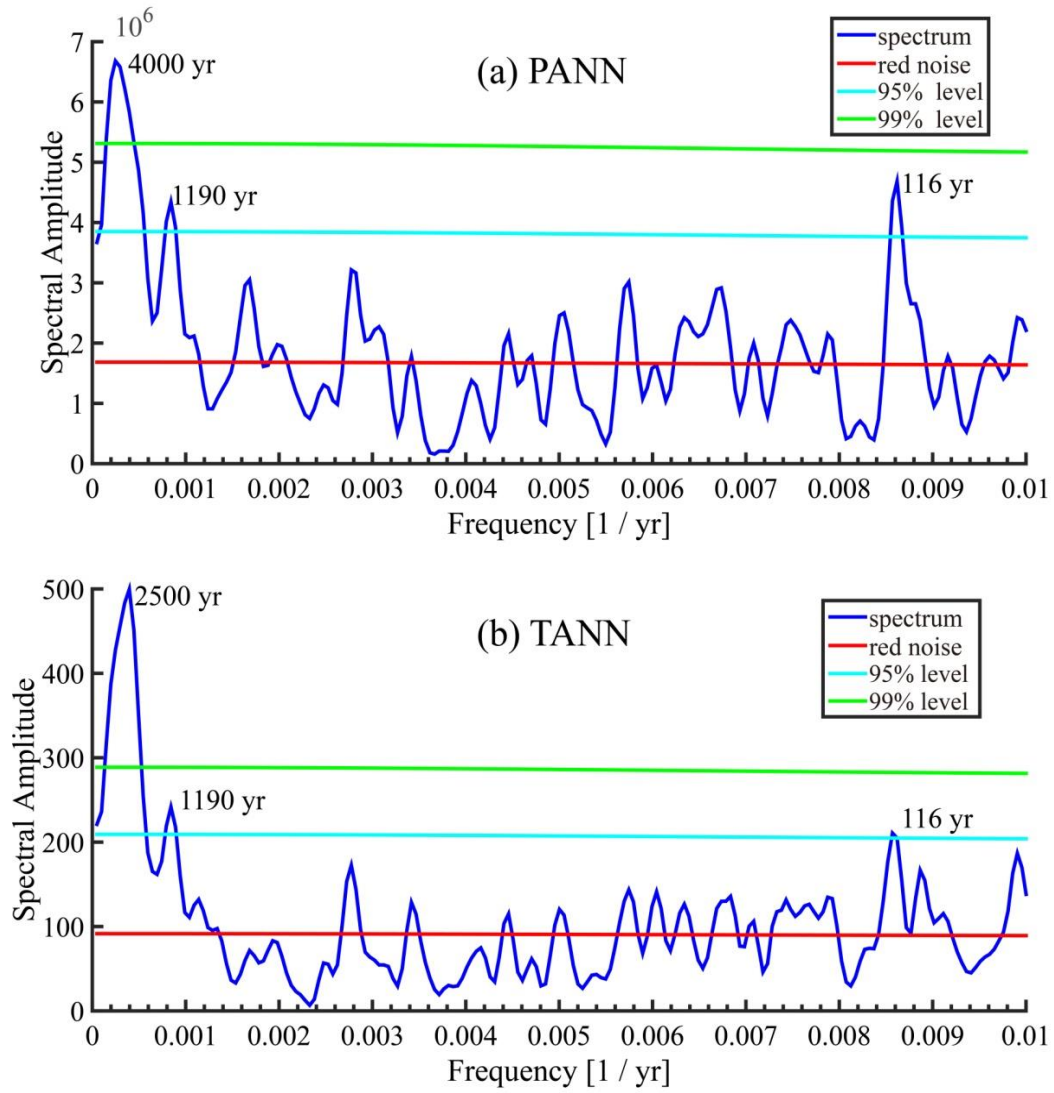 10⁶
7
4000 yr
(a) PANN
spectrum
red noise
95% level
99% level
6
5
4
3
2
1
0
1190 yr
116 yr
Spectral Amplitude
0 0.001 0.002 0.003 0.004 0.005 0.006 0.007 0.008 0.009 0.01
Frequency [1 / yr]
500
2500 yr
(b) TANN
spectrum
red noise
95% level
99% level
400
300
200
100
0
1190 yr
116 yr
Spectral Amplitude
0 0.001 0.002 0.003 0.004 0.005 0.006 0.007 0.008 0.009 0.01
Frequency [1 / yr]